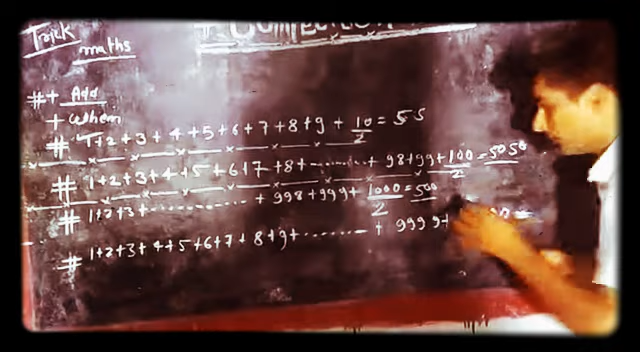 Trick maths
#+ Add
+ them
# 1+2+3+4+5+6+7+8+9+10/2=55
# 1+2+3+4+5+6+7+8+........+98+99+100/2=5050
# 1+2+3+..............+998+999+1000/2=500
# 1+2+3+4+5+6+7+8+9+........+9999+